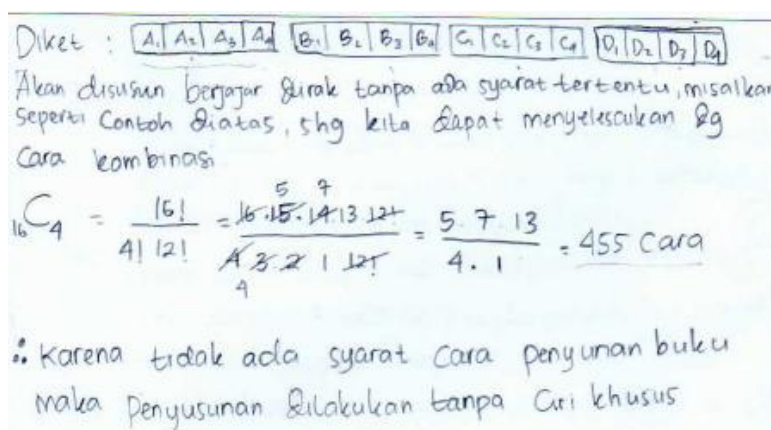 Diket : A1 A2 A3 A4 B1 B2 B3 B4 C1 C2 C3 C4 D1 D2 D3 D4
Akan disusun berjajar dirak tanpa ada syarat tertentu, misalkan
seperti contoh diatas, shg kita dapat menyelesaikan dg
Cara kombinasi
16C4 = 16! / 4! 12! = 16. 15. 14 13 12! / 4 3 2 1 12! = 5. 7. 13 / 4. 1 = 455 Cara
5 7
4
∴ Karena tidak ada syarat cara penyunan buku
maka penyusunan dilakukan tanpa Ciri khusus